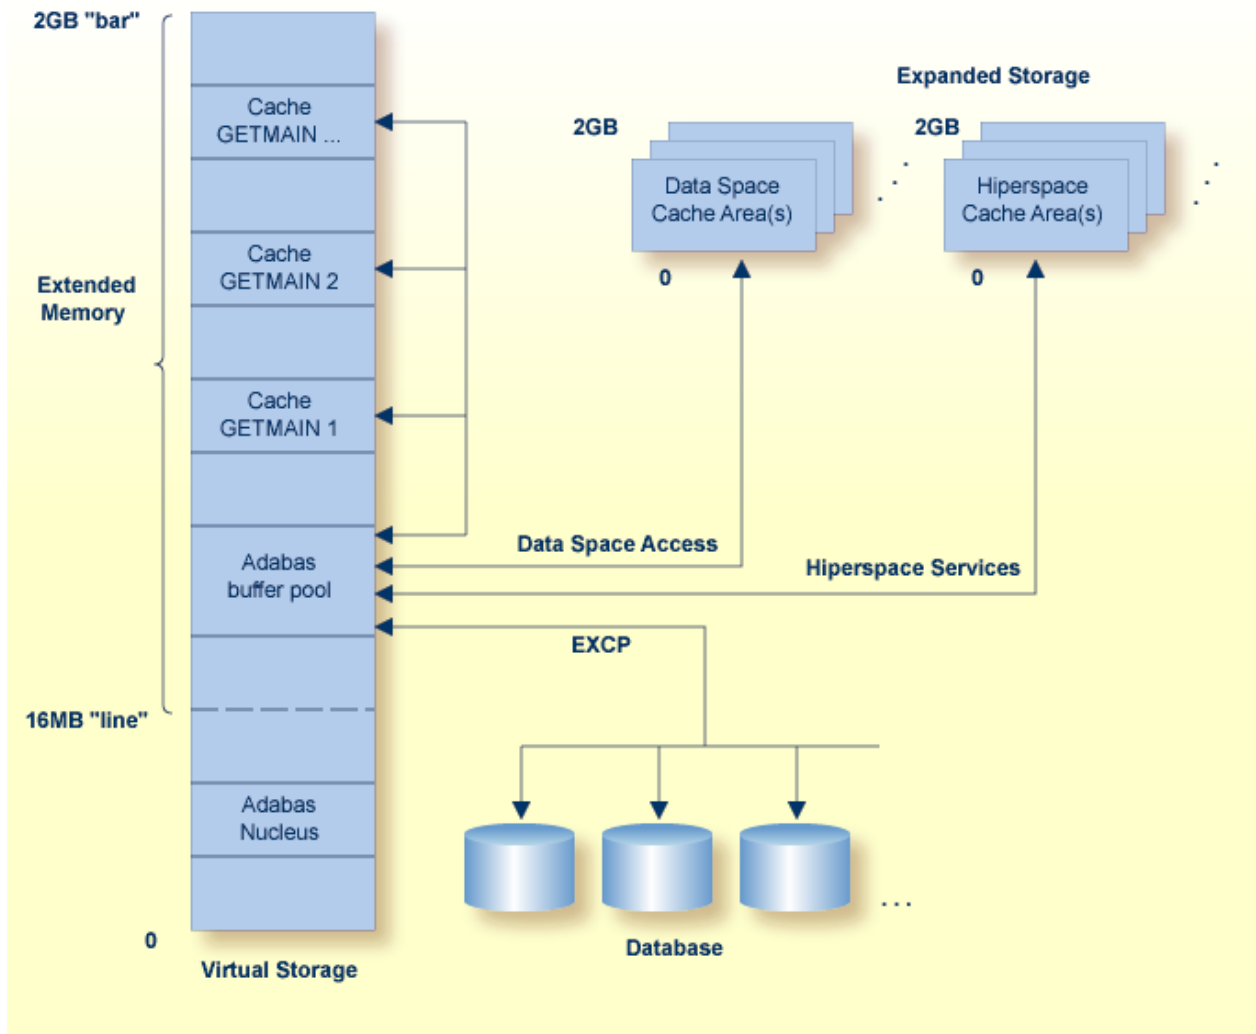 2GB "bar"
Cache
GETMAIN ...
Cache
GETMAIN 2
Extended
Memory
Cache
GETMAIN 1
Adabas
buffer pool
16MB "line"
Adabas
Nucleus
0
Virtual Storage
Expanded Storage
2GB
Data Space
Cache Area(s)
0
2GB
Hiperspace
Cache Area(s)
0
Data Space Access
Hiperspace Services
EXCP
...
Database